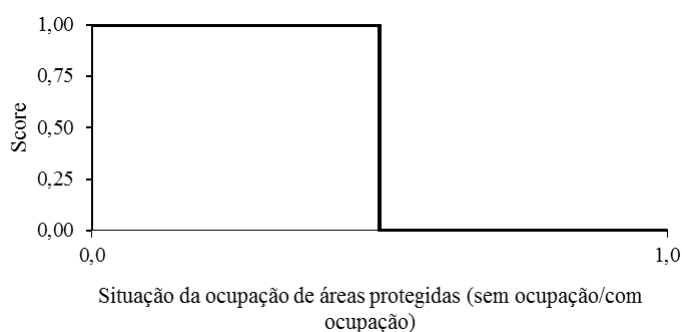 1,00
0,75
0,50
0,25
0,00
Score
0,0
1,0
Situação da ocupação de áreas protegidas (sem ocupação/com
ocupação)